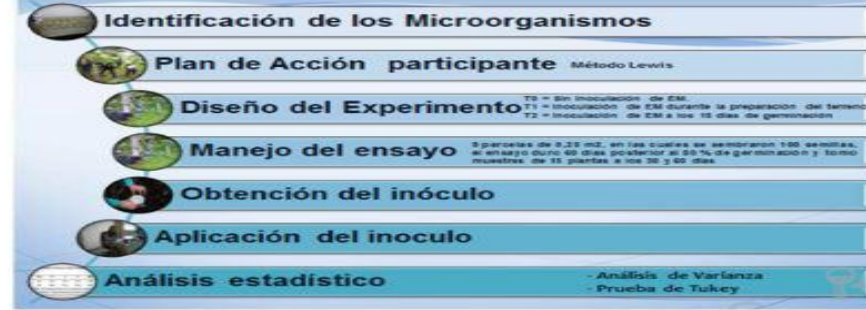 Identificación de los Microorganismos
Plan de Acción participante Método Lewis
Diseño del Experimento
T0 = Sin inoculación de EM.
T1 = Inoculación de EM durante la preparación del terreno
T2 = Inoculación de EM a los 15 días de germinación
Manejo del ensayo
parcelas de 0,25 m2, en las cuales se sembraron 100 semillas,
el ensayo duro 60 días posterior al 80 % de germinación y tomo
muestras de 15 plantas a los 30 y 60 días
Obtención del inóculo
Aplicación del inoculo
Análisis estadístico
- Análisis de Varianza
- Prueba de Tukey